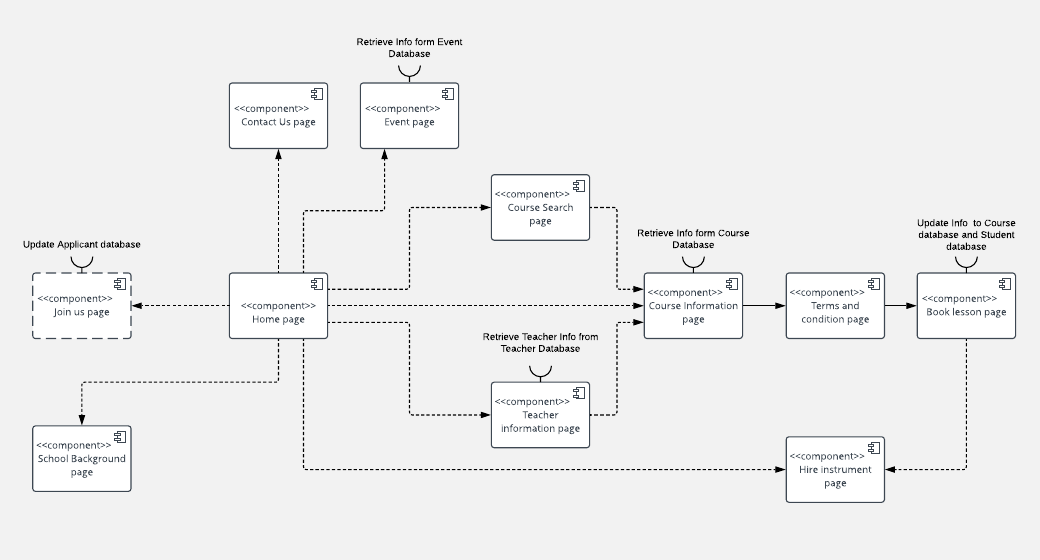 Retrieve Info form Event
Database
<<component>>
Contact Us page
<<component>>
Event page
<<component>>
Course Search
page
Update Applicant database
Retrieve Info form Course
Database
Update Info  to Course
database and Student
database
<<component>>
Join us page
<<component>>
Home page
<<component>>
Course Information
page
<<component>>
Terms and
condition page
<<component>>
Book lesson page
Retrieve Teacher Info from
Teacher Database
<<component>>
Teacher
information page
<<component>>
School Background
page
<<component>>
Hire instrument
page